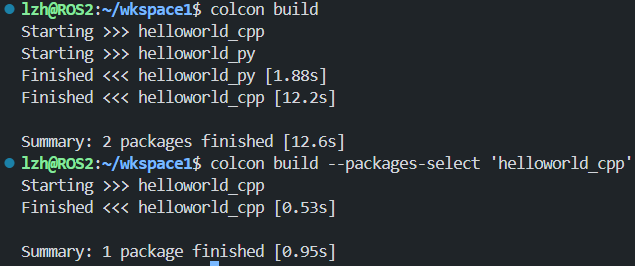 lzh@ROS2:~/wkspace1$ colcon build
Starting >>> helloworld_cpp
Starting >>> helloworld_py
Finished <<< helloworld_py [1.88s]
Finished <<< helloworld_cpp [12.2s]

Summary: 2 packages finished [12.6s]
lzh@ROS2:~/wkspace1$ colcon build --packages-select 'helloworld_cpp'
Starting >>> helloworld_cpp
Finished <<< helloworld_cpp [0.53s]

Summary: 1 package finished [0.95s]